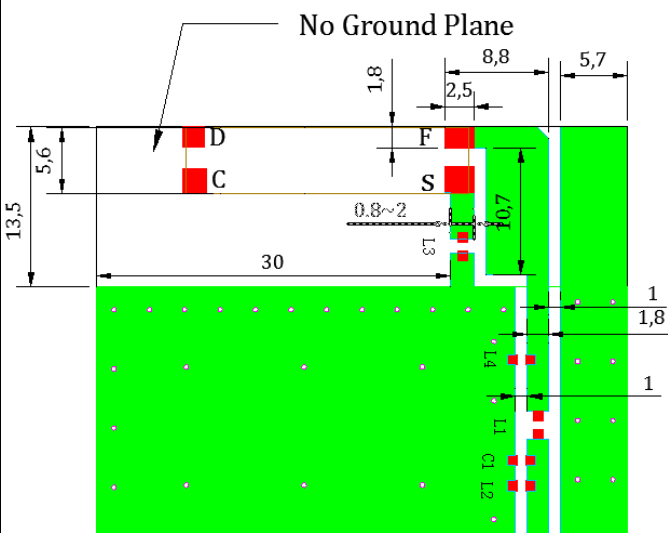 No Ground Plane
8,8
5,7
1,8
2,5
D
F
5,6
C
S
13,5
0.8~2
10,7
L3
30
1
1,8
L4
1
L1
C1
L2